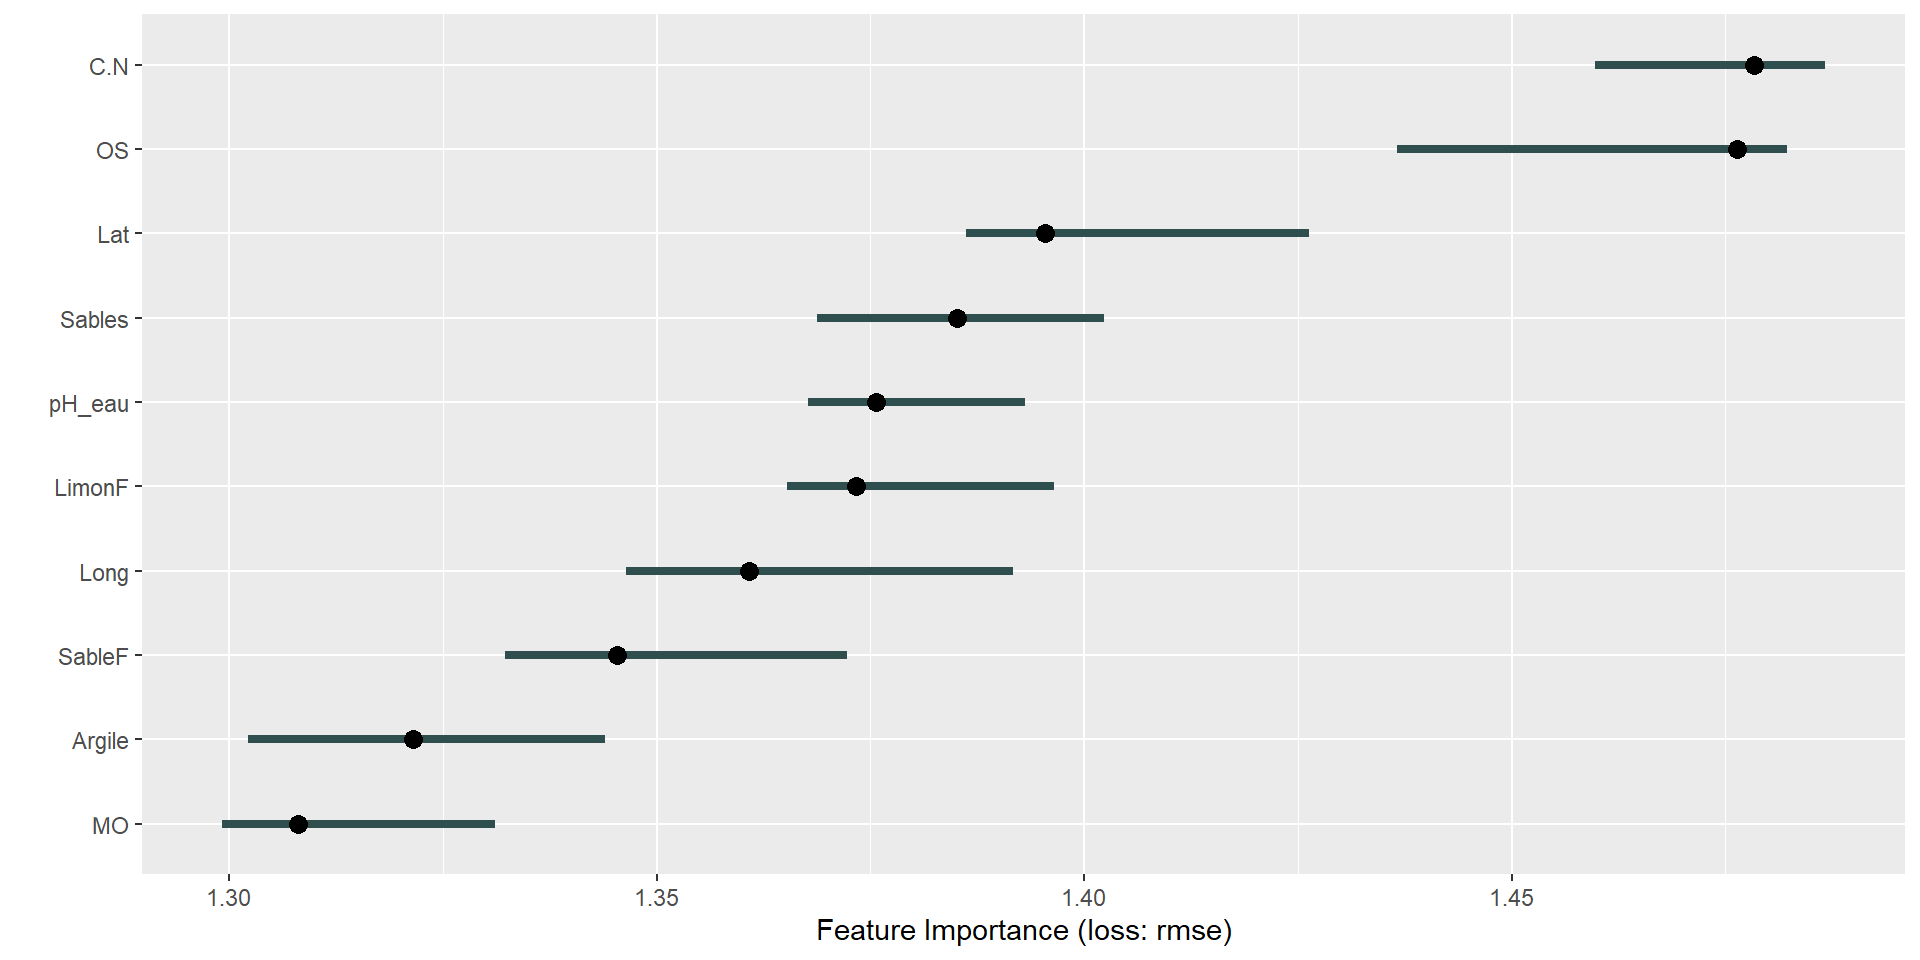 C.N
OS
Lat
Sables
pH_eau
LimonF
Long
SableF
Argile
MO
1.30 1.35 1.40 1.45
Feature Importance (loss: rmse)